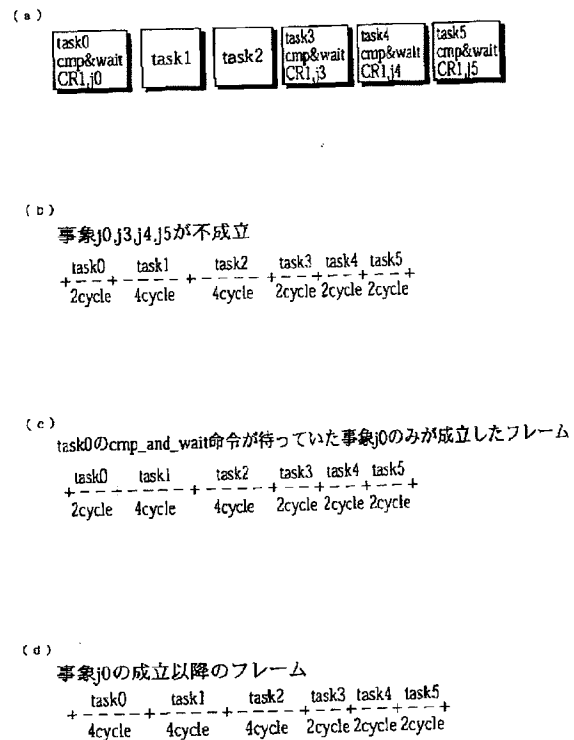 (a)
task0
cmp&wait
CR1,j0
task1
task2
task3
cmp&wait
CR1,j3
task4
cmp&wait
CR1,j4
task5
cmp&wait
CR1,j5
(b)
事象j0,j3,j4,j5が不成立
task0 task1 task2 task3 task4 task5
2cycle 4cycle 4cycle 2cycle 2cycle 2cycle
(c)
task0のcmp_and_wait命令が待っていた事象j0のみが成立したフレーム
task0 task1 task2 task3 task4 task5
2cycle 4cycle 4cycle 2cycle 2cycle 2cycle
(d)
事象j0の成立以降のフレーム
task0 task1 task2 task3 task4 task5
4cycle 4cycle 4cycle 2cycle 2cycle 2cycle